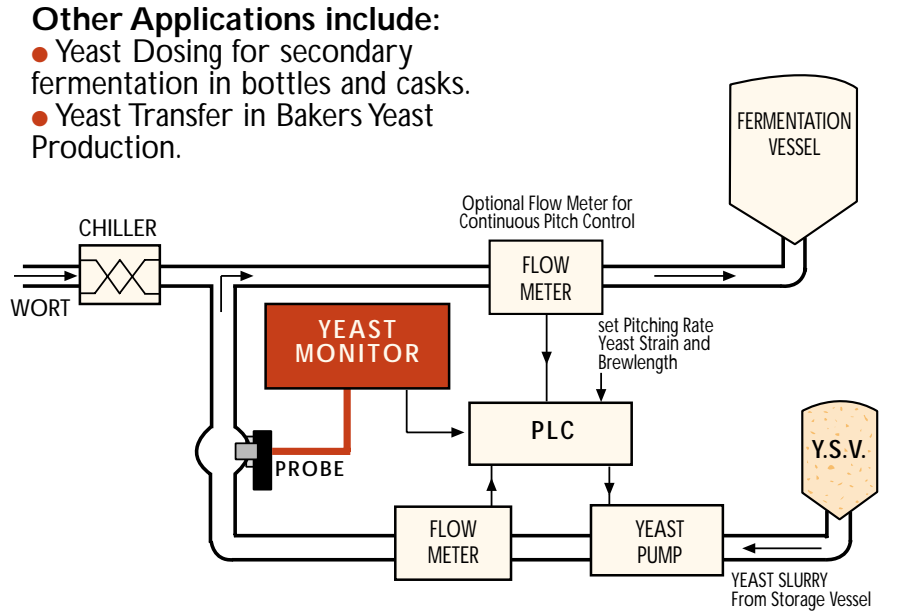 Other Applications include:
● Yeast Dosing for secondary
fermentation in bottles and casks.
● Yeast Transfer in Bakers Yeast
Production.
FERMENTATION
VESSEL
Optional Flow Meter for
Continuous Pitch Control
CHILLER
FLOW
METER
WORT
YEAST
MONITOR
set Pitching Rate
Yeast Strain and
Brewlength
PLC
Y.S.V.
PROBE
FLOW
METER
YEAST
PUMP
YEAST SLURRY
From Storage Vessel